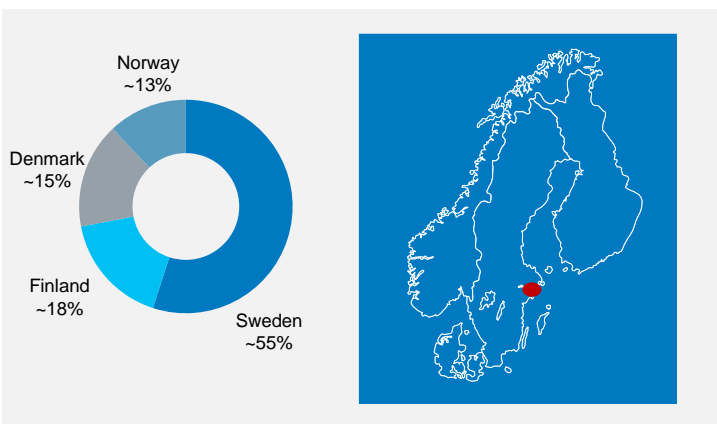 Norway
~13%
Denmark
~15%
Finland
~18%
Sweden
~55%